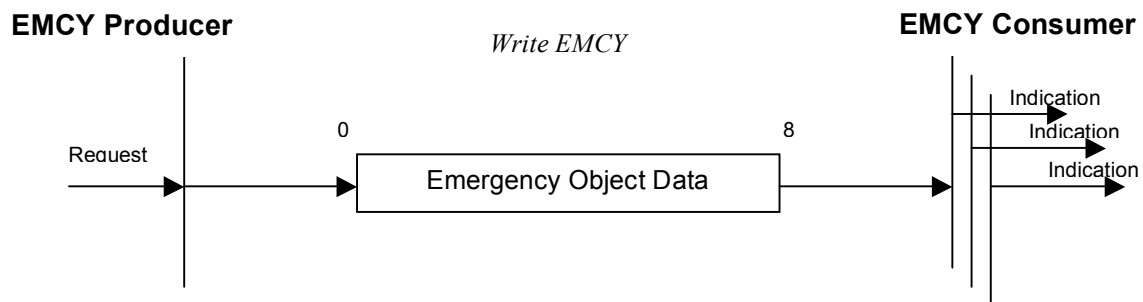 EMCY Producer
Write EMCY
EMCY Consumer
0
8
Indication
Request
Indication
Emergency Object Data
Indication